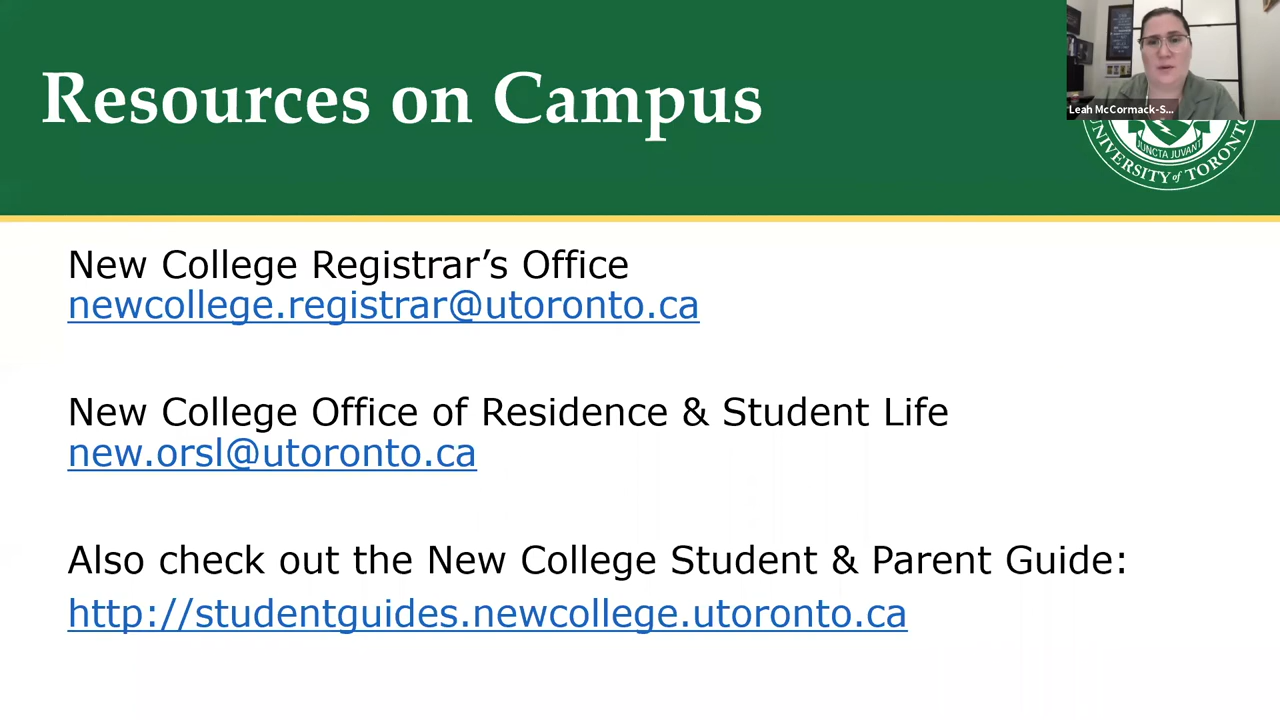 Resources on Campus
Leah McCormack-S...
JUNCTA JUVANT
UNIVERSITY of TORONTO
New College Registrar’s Office
newcollege.registrar@utoronto.ca
New College Office of Residence & Student Life
new.orsl@utoronto.ca
Also check out the New College Student & Parent Guide:
http://studentguides.newcollege.utoronto.ca